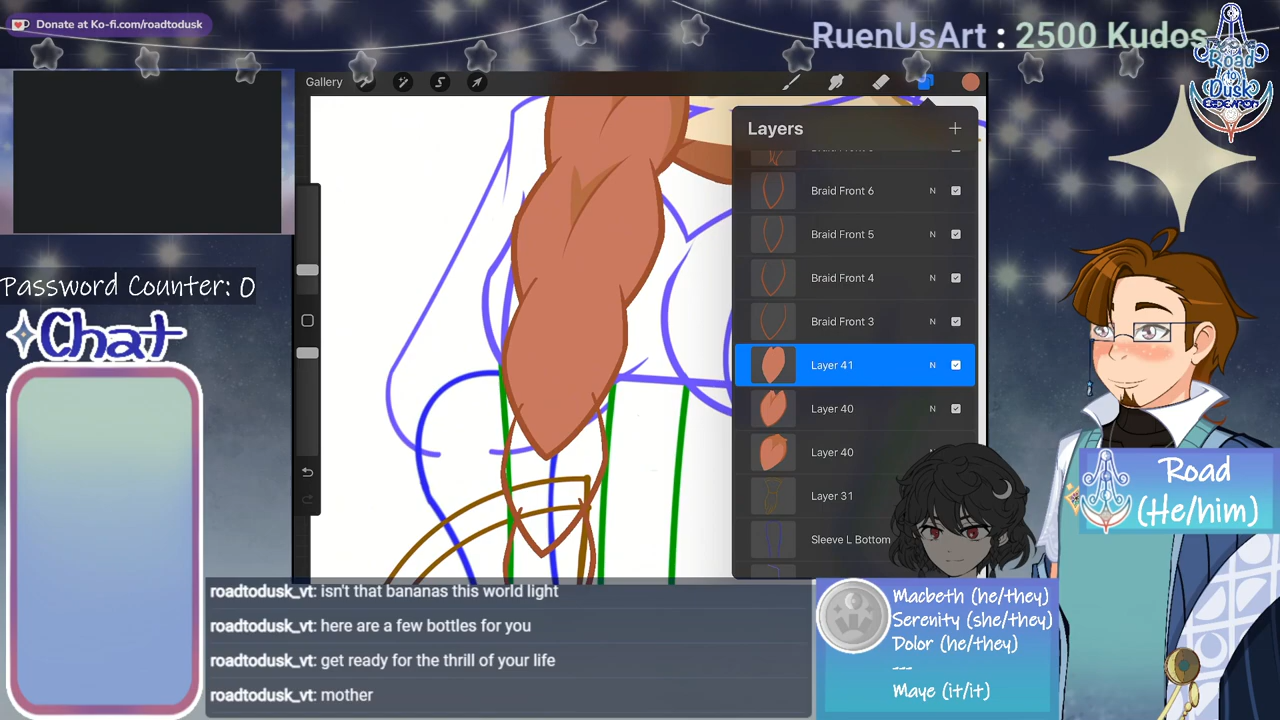 Donate at Ko-fi.com/roadtodusk
RuenUsArt : 2500 Kudos
Road
to
Dusk
Gallery
Layers
Braid Front 6
N
Braid Front 5
N
Braid Front 4
N
Braid Front 3
N
Layer 41
N
Layer 40
N
Layer 40
Layer 31
Sleeve L Bottom
Password Counter: 0
Chat
roadtodusk_vt: isn't that bananas this world light
roadtodusk_vt: here are a few bottles for you
roadtodusk_vt: get ready for the thrill of your life
roadtodusk_vt: mother
Road
(He/him)
Macbeth (he/they)
Serenity (she/they)
Dolor (he/they)
---
Maye (it/it)